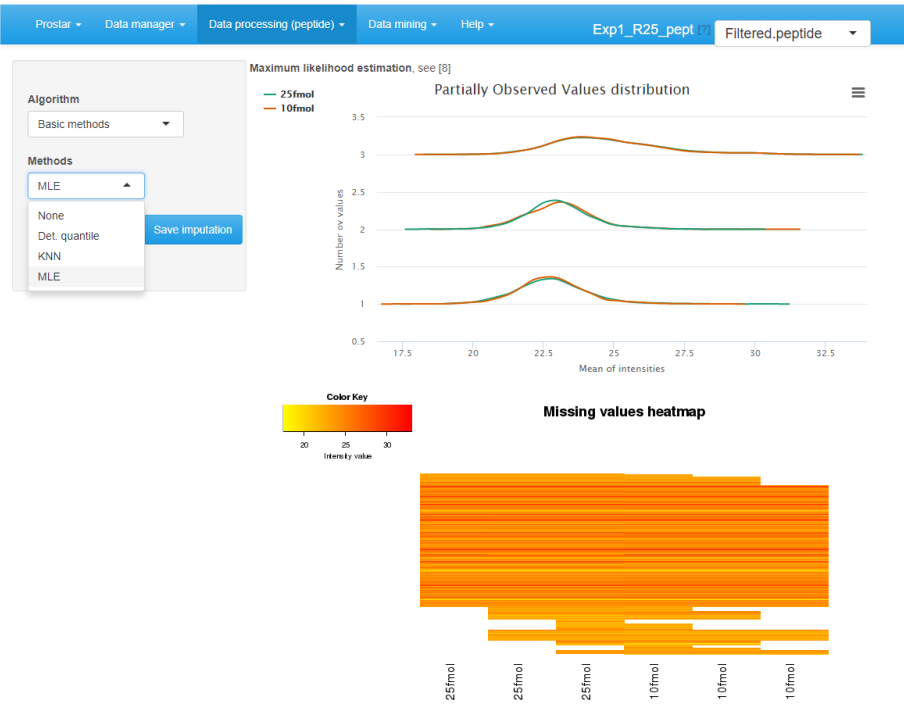 Prostar
Data manager
Data processing (peptide)
Data mining
Help
Exp1_R25_pept [?]
Filtered.peptide
Algorithm
Basic methods
Methods
MLE
None
Det. quantile
KNN
MLE
Save imputation
Maximum likelihood estimation, see [8]
25fmol
10fmol
Partially Observed Values distribution
Number ov values
3.5
3
2.5
2
1.5
1
0.5
17.5 20 22.5 25 27.5 30 32.5
Mean of intensities
Color Key
20 25 30
Intensity value
Missing values heatmap
25fmol
25fmol
25fmol
10fmol
10fmol
10fmol